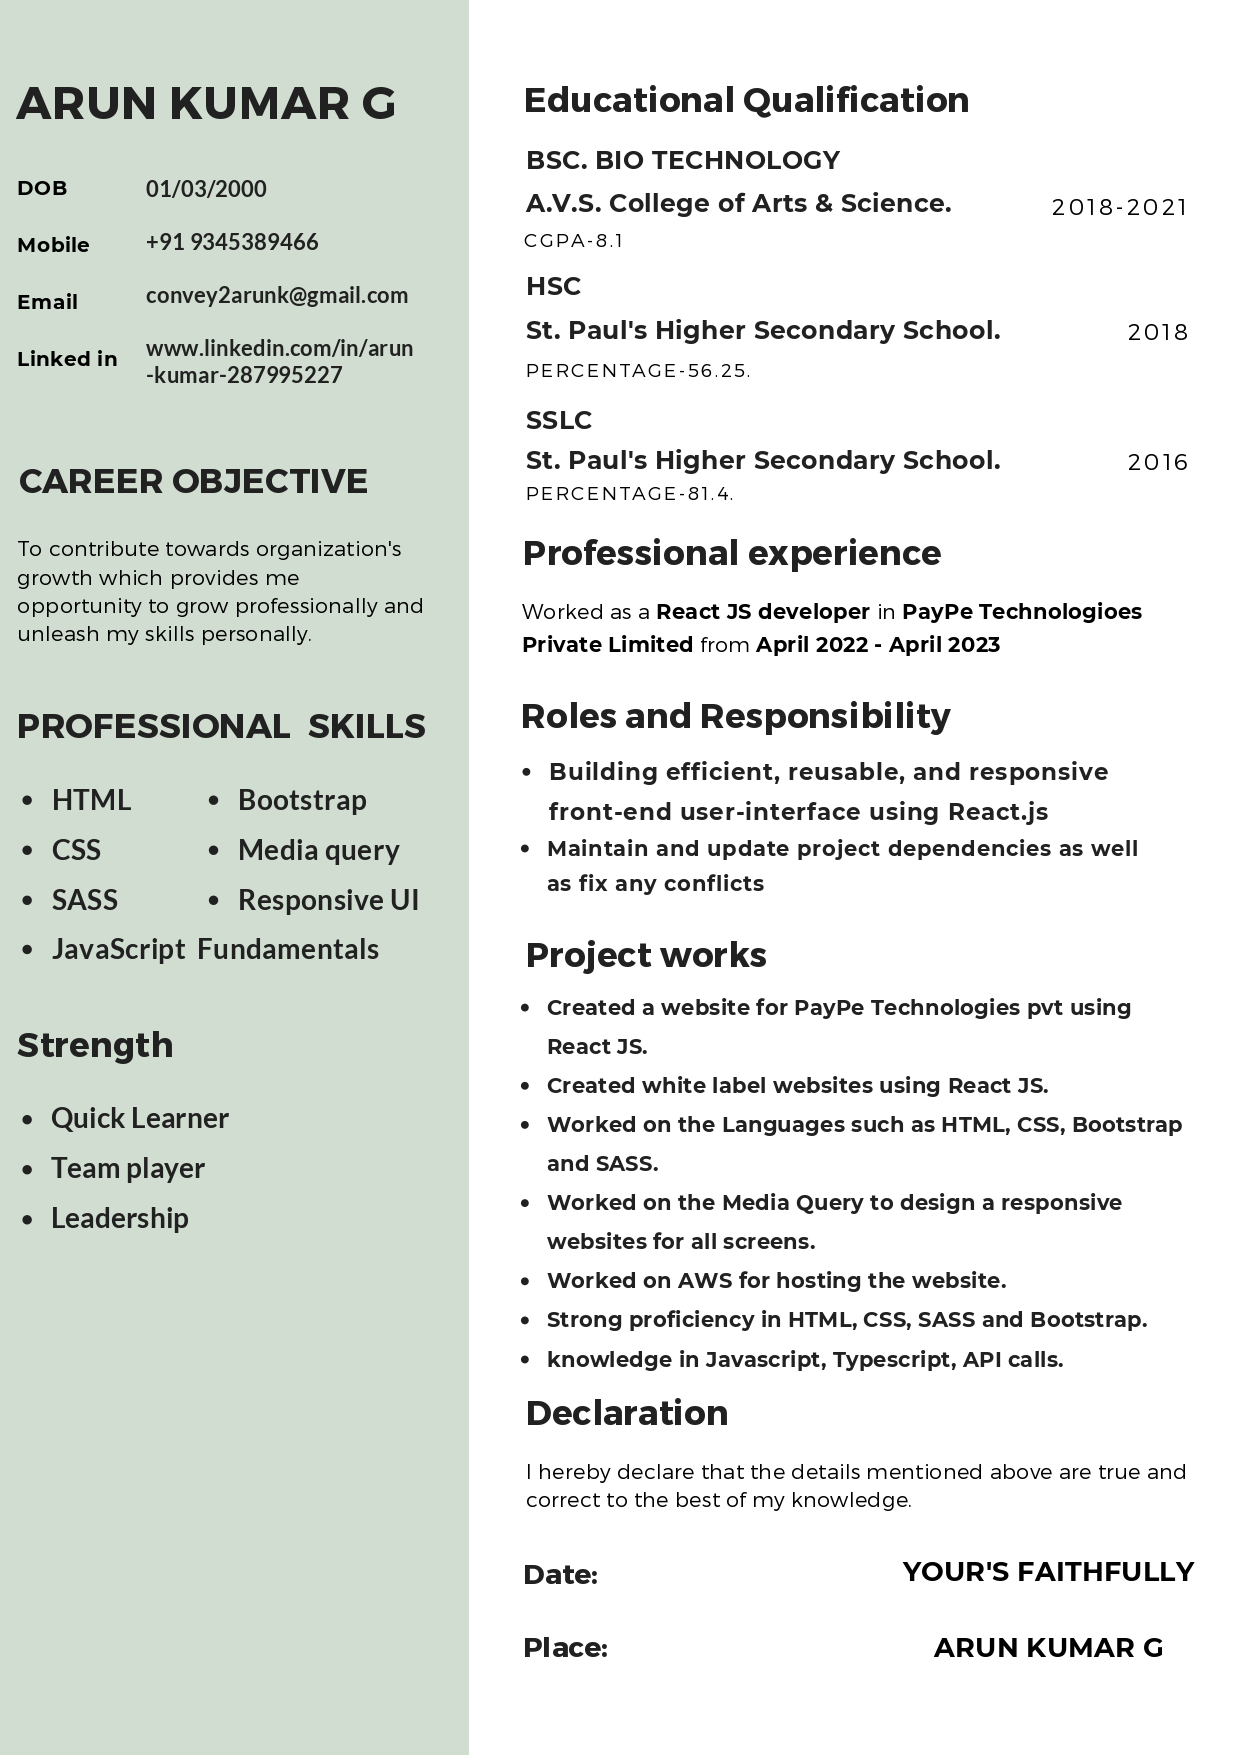 ARUN KUMAR G
DOB 01/03/2000
Mobile +91 9345389466
Email convey2arunk@gmail.com
Linked in www.linkedin.com/in/arun
-kumar-287995227
CAREER OBJECTIVE
To contribute towards organization's
growth which provides me
opportunity to grow professionally and
unleash my skills personally.
PROFESSIONAL SKILLS
• HTML • Bootstrap
• CSS • Media query
• SASS • Responsive UI
• JavaScript Fundamentals
Strength
• Quick Learner
• Team player
• Leadership
Educational Qualification
BSC. BIO TECHNOLOGY
A.V.S. College of Arts & Science. 2018-2021
CGPA-8.1
HSC
St. Paul's Higher Secondary School. 2018
PERCENTAGE-56.25.
SSLC
St. Paul's Higher Secondary School. 2016
PERCENTAGE-81.4.
Professional experience
Worked as a React JS developer in PayPe Technologioes
Private Limited from April 2022 - April 2023
Roles and Responsibility
• Building efficient, reusable, and responsive
front-end user-interface using React.js
• Maintain and update project dependencies as well
as fix any conflicts
Project works
• Created a website for PayPe Technologies pvt using
React JS.
• Created white label websites using React JS.
• Worked on the Languages such as HTML, CSS, Bootstrap
and SASS.
• Worked on the Media Query to design a responsive
websites for all screens.
• Worked on AWS for hosting the website.
• Strong proficiency in HTML, CSS, SASS and Bootstrap.
• knowledge in Javascript, Typescript, API calls.
Declaration
I hereby declare that the details mentioned above are true and
correct to the best of my knowledge.
Date: YOUR'S FAITHFULLY
Place: ARUN KUMAR G